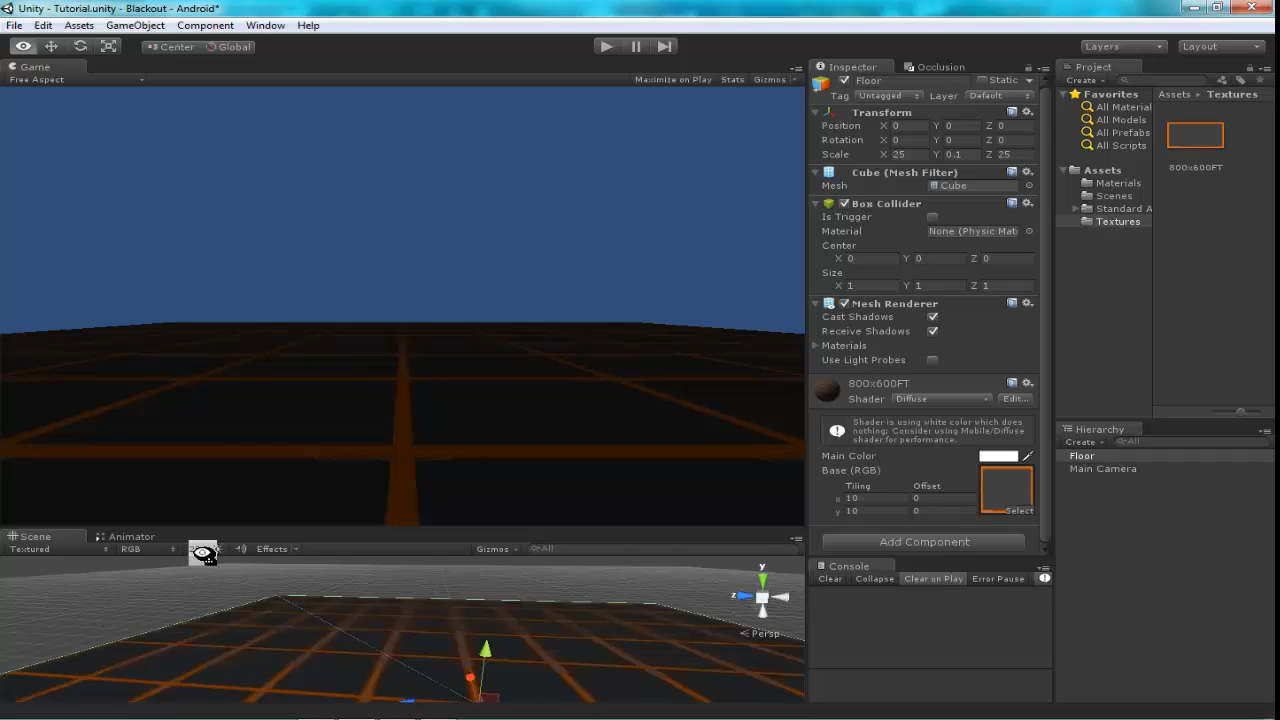 Unity - Tutorial.unity - Blackout - Android*
File Edit Assets GameObject Component Window Help
Center Global
Layers Layout
Game
Free Aspect Maximize on Play Stats Gizmos
Scene Animator
Textured RGB Effects Gizmos All
y
z
Persp
Inspector Occlusion
Floor Static
Tag Untagged Layer Default
Transform
Position X 0 Y 0 Z 0
Rotation X 0 Y 0 Z 0
Scale X 25 Y 0.1 Z 25
Cube (Mesh Filter)
Mesh Cube
Box Collider
Is Trigger
Material None (Physic Mat
Center
X 0 Y 0 Z 0
Size
X 1 Y 1 Z 1
Mesh Renderer
Cast Shadows
Receive Shadows
Materials
Use Light Probes
800x600FT
Shader Diffuse Edit...
Shader is using white color which does
nothing; Consider using Mobile/Diffuse
shader for performance.
Main Color
Base (RGB)
Tiling Offset
x 10 0
y 10 0
Select
Add Component
Console
Clear Collapse Clear on Play Error Pause
Project
Create
Favorites
All Material
All Models
All Prefabs
All Scripts
Assets
Materials
Scenes
Standard A
Textures
Assets Textures
800x600FT
Hierarchy
Create All
Floor
Main Camera